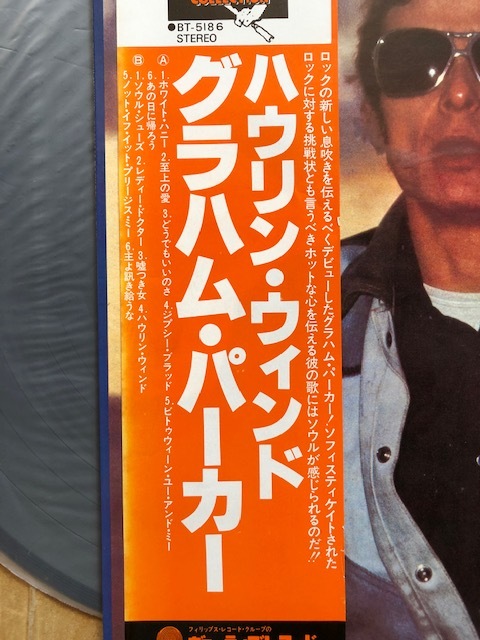 ●BT-5186
STEREO
ロックの新しい息吹きを伝えるべくデビューしたグラハム・パーカー!ソフィスティケイトされた
ロックに対する挑戦状とも言うべきホットな心を伝える彼の歌にはソウルが感じられるのだ!!
ハウリン・ウィンド
グラハム・パーカー
Ⓐ 1.ホワイト・ハニー 2.至上の愛 3.どうでもいいのさ 4.ジプシー・ブラッド 5.ビトゥウィーン・ユー・アンド・ミー
6.あの日に帰ろう
Ⓑ 1.ソウル・シューズ 2.レディー・ドクター 3.嘘つき女 4.ハウリン・ウィンド
5.ノット・イフ・イット・プリージズ・ミー 6.主よ訊き給うな
フィリップス・レコード・グループの